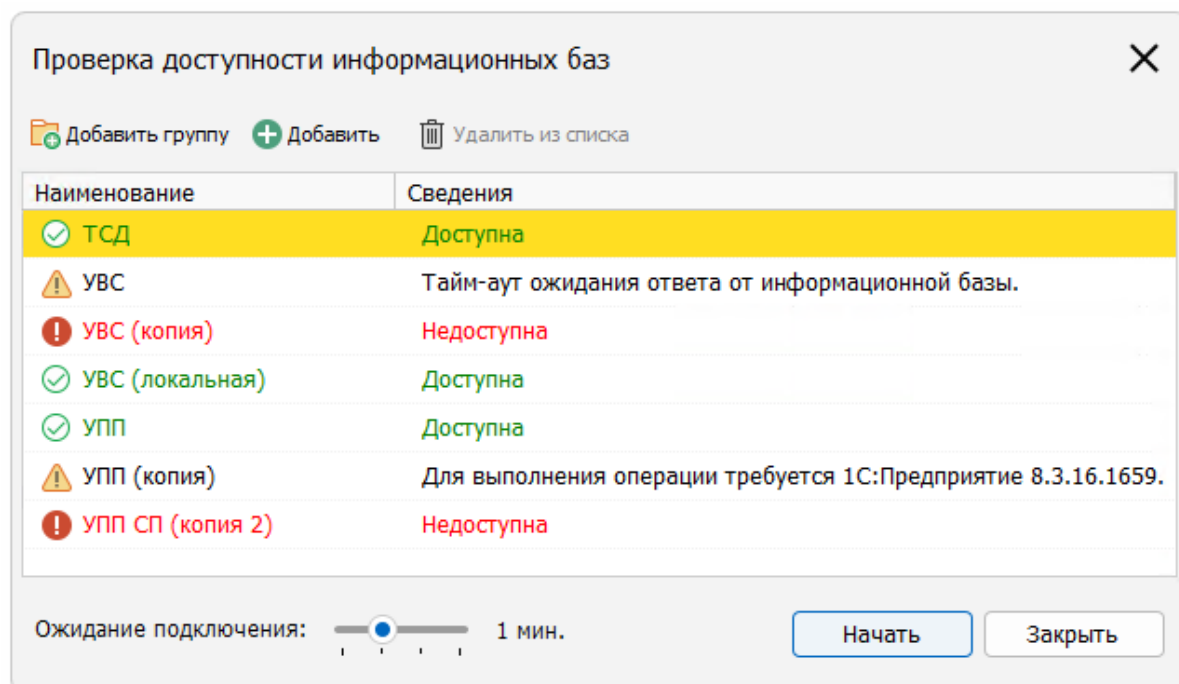 Проверка доступности информационных баз
Добавить группу Добавить Удалить из списка
Наименование Сведения
ТСД Доступна
УВС Тайм-аут ожидания ответа от информационной базы.
УВС (копия) Недоступна
УВС (локальная) Доступна
УПП Доступна
УПП (копия) Для выполнения операции требуется 1С:Предприятие 8.3.16.1659.
УПП СП (копия 2) Недоступна
Ожидание подключения: 1 мин. Начать Закрыть